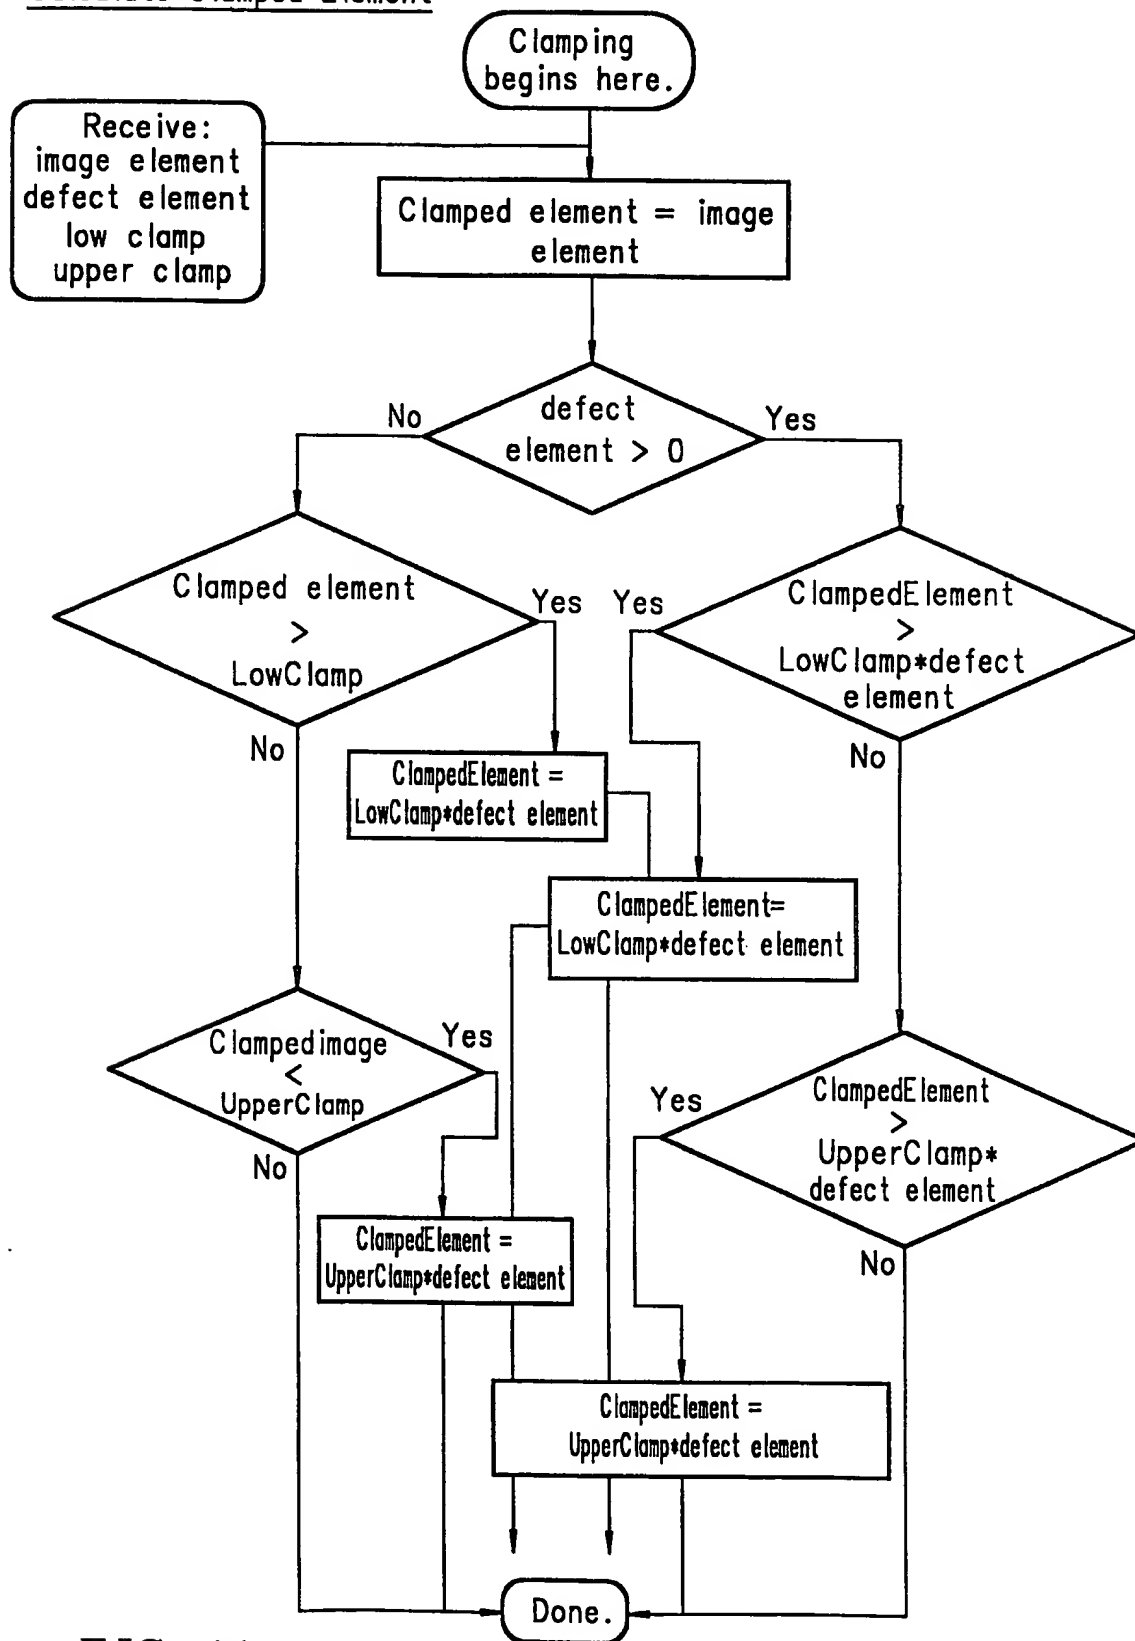 Clamped Element
Clamping
begins here.
Receive:
image element
defect element
low clamp
upper clamp
Clamped element = image
element
defect
element > 0
No
Yes
Clamped element
>
LowClamp
Yes
No
ClampedElement
>
LowClamp*defect
element
Yes
No
ClampedElement =
LowClamp*defect element
ClampedElement=
LowClamp*defect element
Clampedimage
<
UpperClamp
Yes
No
ClampedElement
>
UpperClamp*
defect element
Yes
No
ClampedElement =
UpperClamp*defect element
ClampedElement =
UpperClamp*defect element
Done.